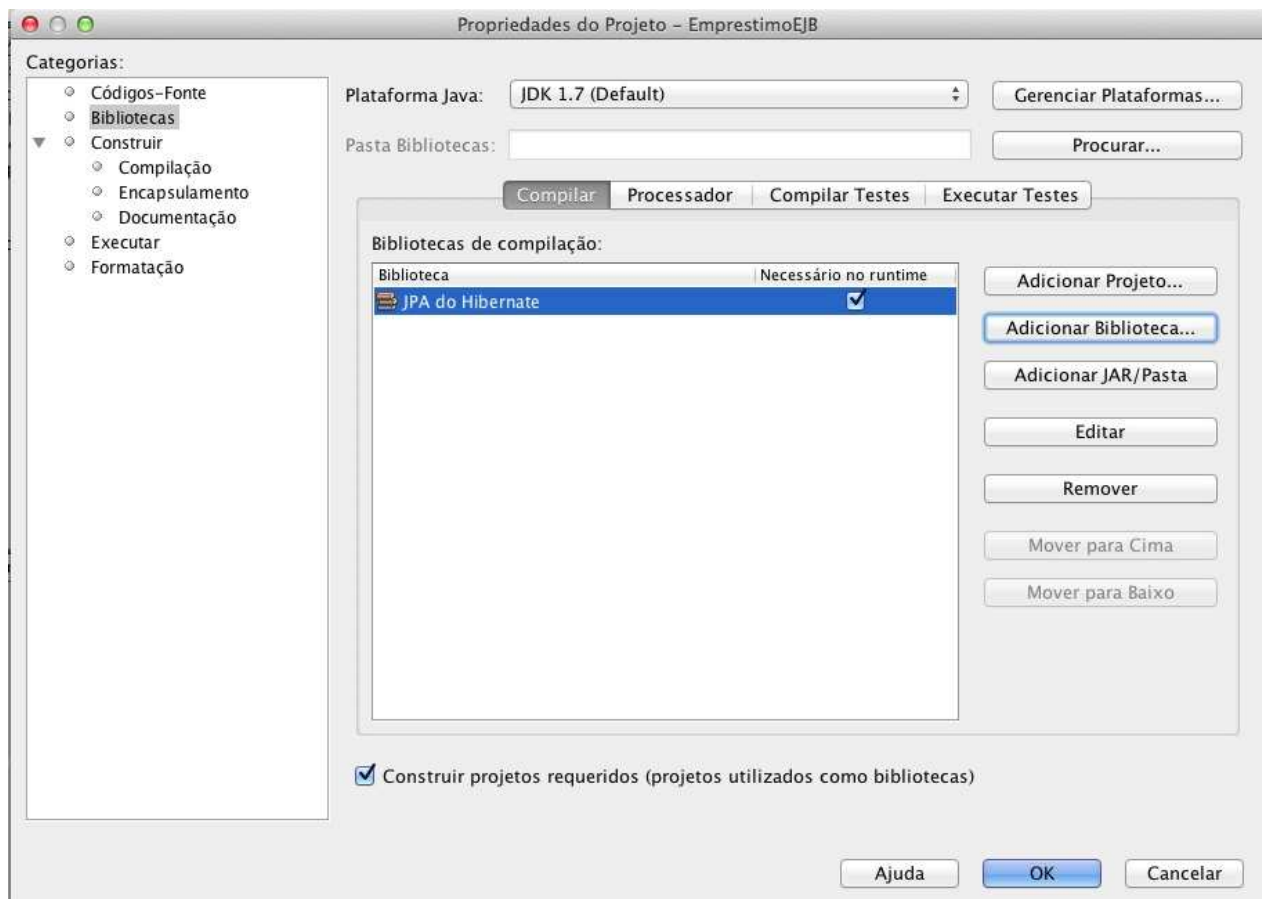 Propriedades do Projeto – EmprestimoEJB
Categorias:
Códigos-Fonte
Bibliotecas
Construir
Compilação
Encapsulamento
Documentação
Executar
Formatação
Plataforma Java: JDK 1.7 (Default) Gerenciar Plataformas...
Pasta Bibliotecas: Procurar...
Compilar Processador Compilar Testes Executar Testes
Bibliotecas de compilação:
Biblioteca Necessário no runtime
JPA do Hibernate
Adicionar Projeto...
Adicionar Biblioteca...
Adicionar JAR/Pasta
Editar
Remover
Mover para Cima
Mover para Baixo
Construir projetos requeridos (projetos utilizados como bibliotecas)
Ajuda OK Cancelar